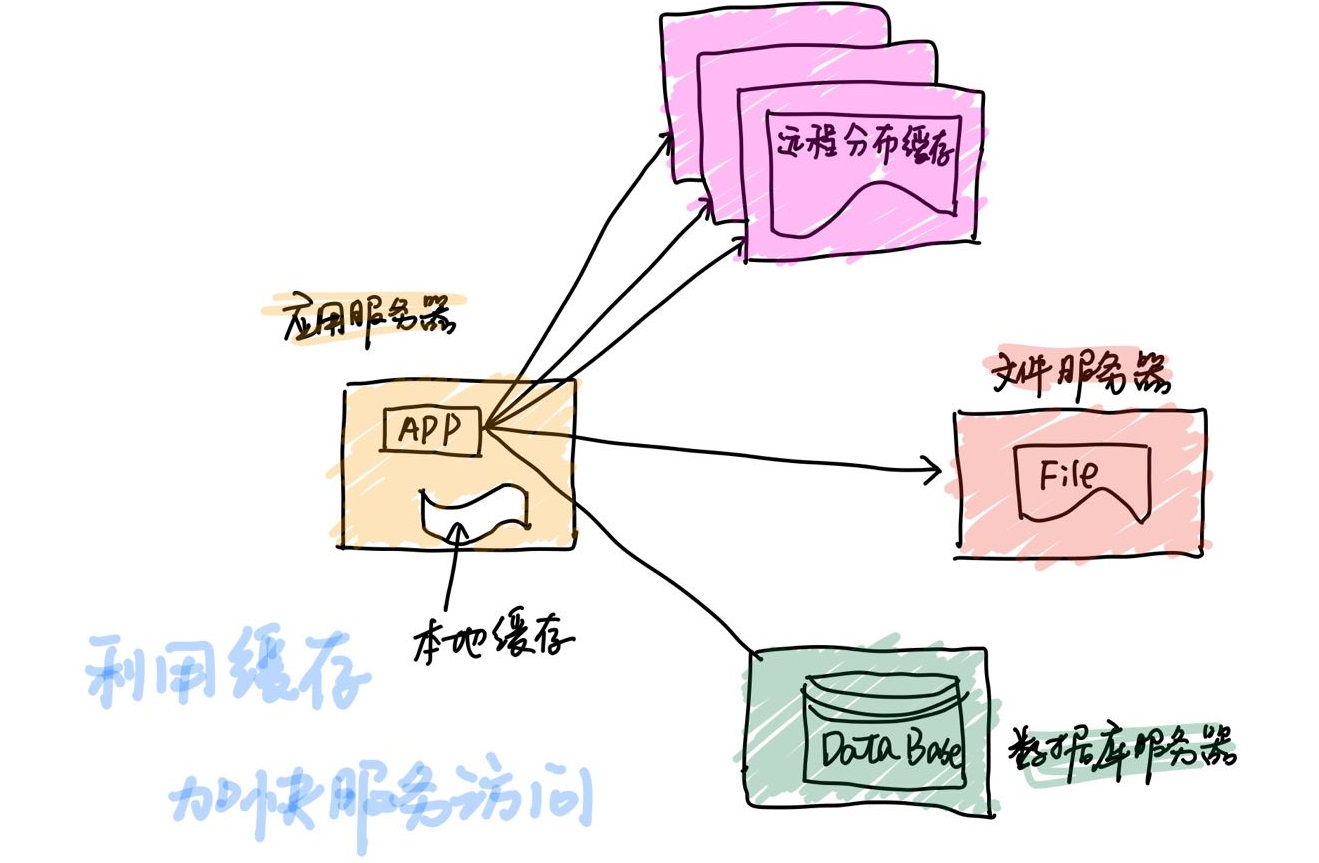 远程分布缓存
应用服务器
文件服务器
APP
File
本地缓存
利用缓存
加快服务访问
Data Base
数据库服务器